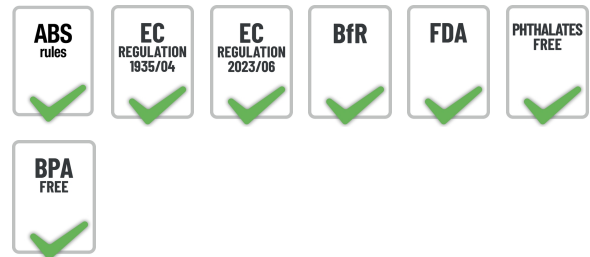 ABS
rules
EC
REGULATION
1935/04
EC
REGULATION
2023/06
BfR
FDA
PHTHALATES
FREE
BPA
FREE